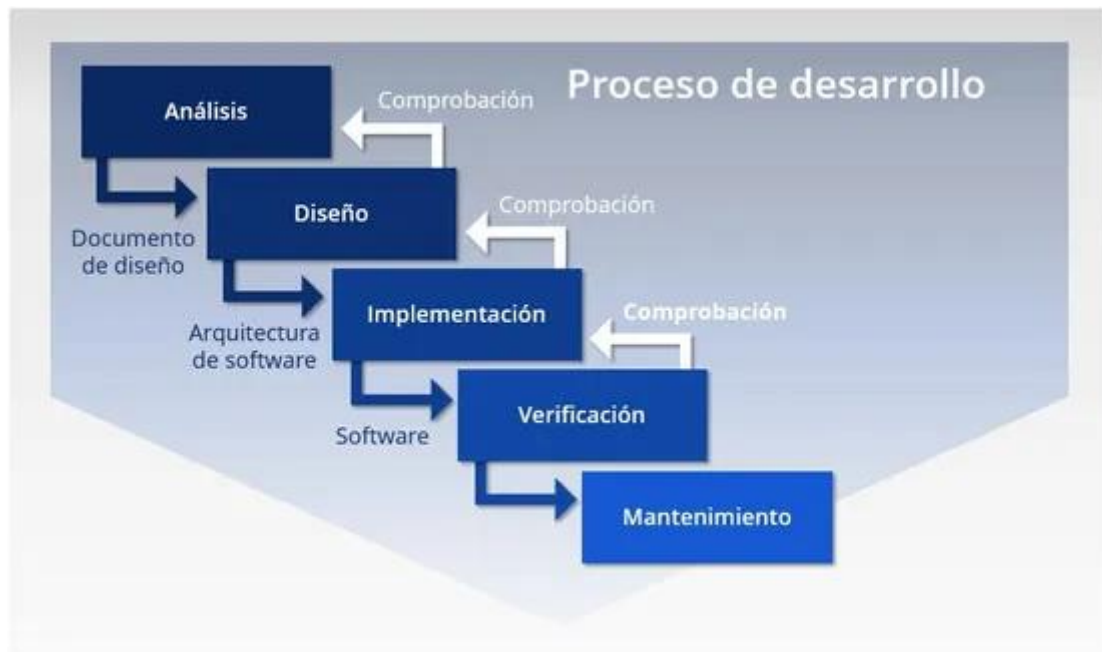 Proceso de desarrollo
Análisis
Comprobación
Diseño
Documento
de diseño
Comprobación
Implementación
Arquitectura
de software
Comprobación
Verificación
Software
Mantenimiento